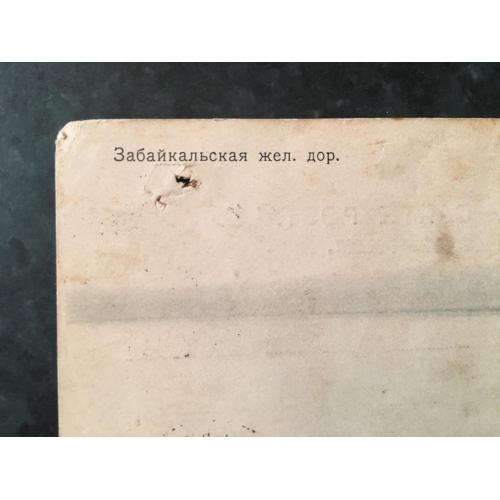 Забайкальская жел. дор.